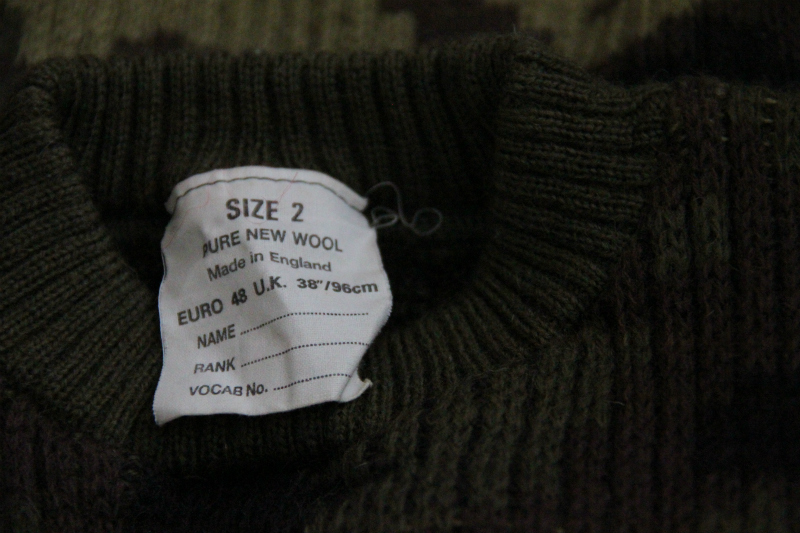 SIZE 2
PURE NEW WOOL
Made in England
EURO 48 U.K. 38"/96cm
NAME
RANK
VOCAB No.